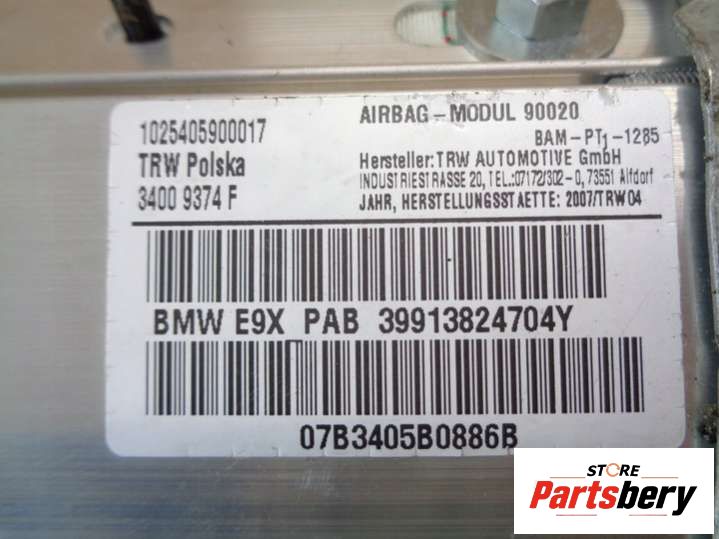 1025405900017
TRW Polska
3400 9374 F
AIRBAG-MODUL 90020
BAM-PT1-1285
Hersteller: TRW AUTOMOTIVE GmbH
INDUSTRIESTRASSE 20, TEL.:07172/302-0, 73551 Alfdorf
JAHR, HERSTELLUNGSSTAETTE: 2007/TRW04
BMW E9X PAB 39913824704Y
07B3405B0886B
STORE
Partsbery